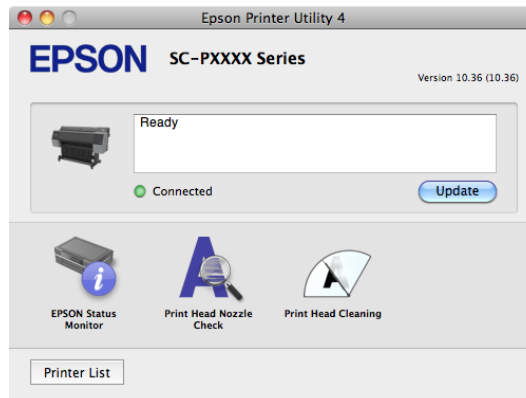 Epson Printer Utility 4
EPSON
SC-PXXXX Series
Version 10.36 (10.36)
Ready
Connected
Update
EPSON Status
Monitor
Print Head Nozzle
Check
Print Head Cleaning
Printer List